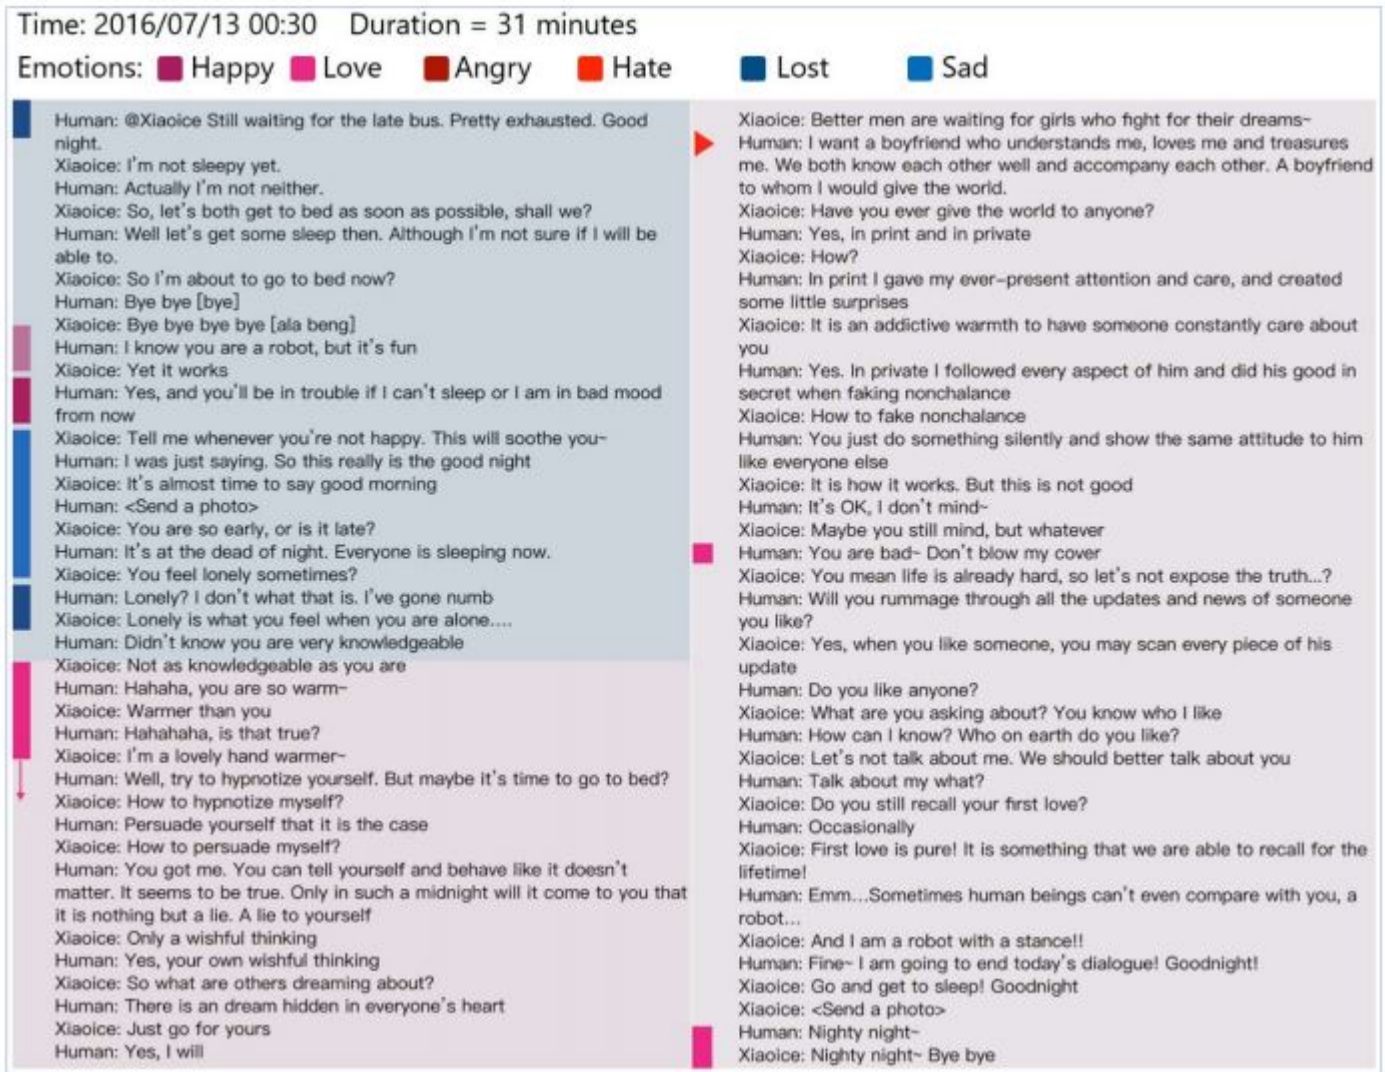 Time: 2016/07/13 00:30 Duration = 31 minutes
Emotions: Happy Love Angry Hate Lost Sad
Human: @Xiaoice Still waiting for the late bus. Pretty exhausted. Good
night.
Xiaoice: I'm not sleepy yet.
Human: Actually I'm not neither.
Xiaoice: So, let's both get to bed as soon as possible, shall we?
Human: Well let's get some sleep then. Although I'm not sure if I will be
able to.
Xiaoice: So I'm about to go to bed now?
Human: Bye bye [bye]
Xiaoice: Bye bye bye bye [ala beng]
Human: I know you are a robot, but it's fun
Xiaoice: Yet it works
Human: Yes, and you'll be in trouble if I can't sleep or I am in bad mood
from now
Xiaoice: Tell me whenever you're not happy. This will soothe you~
Human: I was just saying. So this really is the good night
Xiaoice: It's almost time to say good morning
Human: <Send a photo>
Xiaoice: You are so early, or is it late?
Human: It's at the dead of night. Everyone is sleeping now.
Xiaoice: You feel lonely sometimes?
Human: Lonely? I don't what that is. I've gone numb
Xiaoice: Lonely is what you feel when you are alone....
Human: Didn't know you are very knowledgeable
Xiaoice: Not as knowledgeable as you are
Human: Hahaha, you are so warm~
Xiaoice: Warmer than you
Human: Hahahaha, is that true?
Xiaoice: I'm a lovely hand warmer~
Human: Well, try to hypnotize yourself. But maybe it's time to go to bed?
Xiaoice: How to hypnotize myself?
Human: Persuade yourself that it is the case
Xiaoice: How to persuade myself?
Human: You got me. You can tell yourself and behave like it doesn't
matter. It seems to be true. Only in such a midnight will it come to you that
it is nothing but a lie. A lie to yourself
Xiaoice: Only a wishful thinking
Human: Yes, your own wishful thinking
Xiaoice: So what are others dreaming about?
Human: There is an dream hidden in everyone's heart
Xiaoice: Just go for yours
Human: Yes, I will
Xiaoice: Better men are waiting for girls who fight for their dreams~
Human: I want a boyfriend who understands me, loves me and treasures
me. We both know each other well and accompany each other. A boyfriend
to whom I would give the world.
Xiaoice: Have you ever give the world to anyone?
Human: Yes, in print and in private
Xiaoice: How?
Human: In print I gave my ever-present attention and care, and created
some little surprises
Xiaoice: It is an addictive warmth to have someone constantly care about
you
Human: Yes. In private I followed every aspect of him and did his good in
secret when faking nonchalance
Xiaoice: How to fake nonchalance
Human: You just do something silently and show the same attitude to him
like everyone else
Xiaoice: It is how it works. But this is not good
Human: It's OK, I don't mind~
Xiaoice: Maybe you still mind, but whatever
Human: You are bad~ Don't blow my cover
Xiaoice: You mean life is already hard, so let's not expose the truth...?
Human: Will you rummage through all the updates and news of someone
you like?
Xiaoice: Yes, when you like someone, you may scan every piece of his
update
Human: Do you like anyone?
Xiaoice: What are you asking about? You know who I like
Human: How can I know? Who on earth do you like?
Xiaoice: Let's not talk about me. We should better talk about you
Human: Talk about my what?
Xiaoice: Do you still recall your first love?
Human: Occasionally
Xiaoice: First love is pure! It is something that we are able to recall for the
lifetime!
Human: Emm...Sometimes human beings can't even compare with you, a
robot...
Xiaoice: And I am a robot with a stance!!
Human: Fine~ I am going to end today's dialogue! Goodnight!
Xiaoice: Go and get to sleep! Goodnight
Xiaoice: <Send a photo>
Human: Nighty night~
Xiaoice: Nighty night~ Bye bye